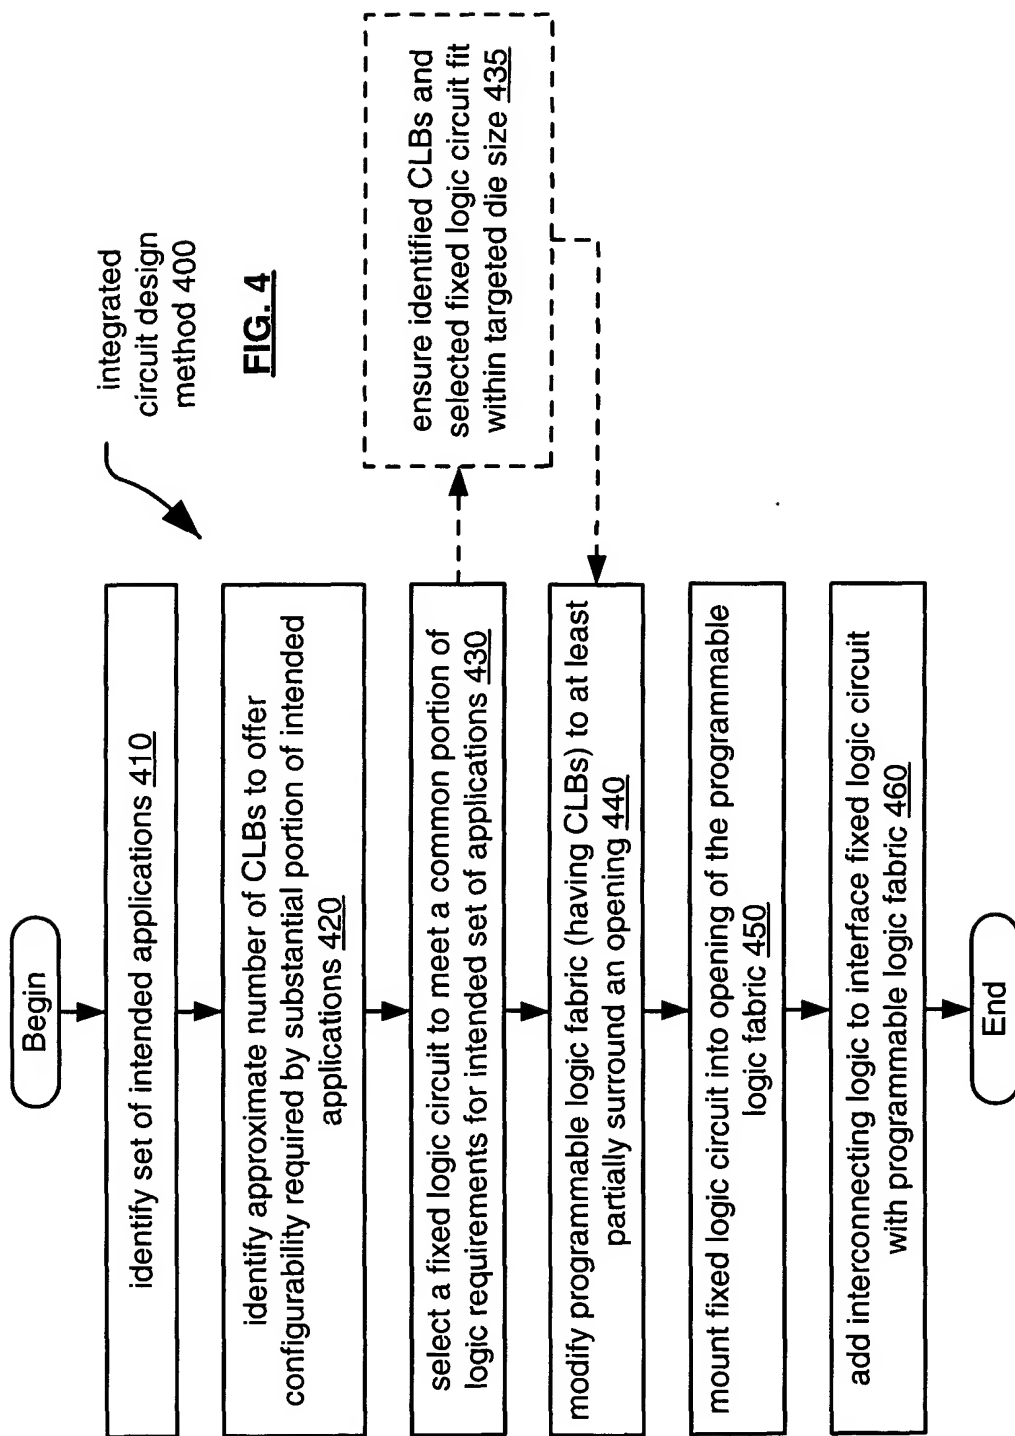 integrated
circuit design
method 400
FIG. 4
Begin
identify set of intended applications 410
identify approximate number of CLBs to offer
configurability required by substantial portion of intended
applications 420
select a fixed logic circuit to meet a common portion of
logic requirements for intended set of applications 430
ensure identified CLBs and
selected fixed logic circuit fit
within targeted die size 435
modify programmable logic fabric (having CLBs) to at least
partially surround an opening 440
mount fixed logic circuit into opening of the programmable
logic fabric 450
add interconnecting logic to interface fixed logic circuit
with programmable logic fabric 460
End